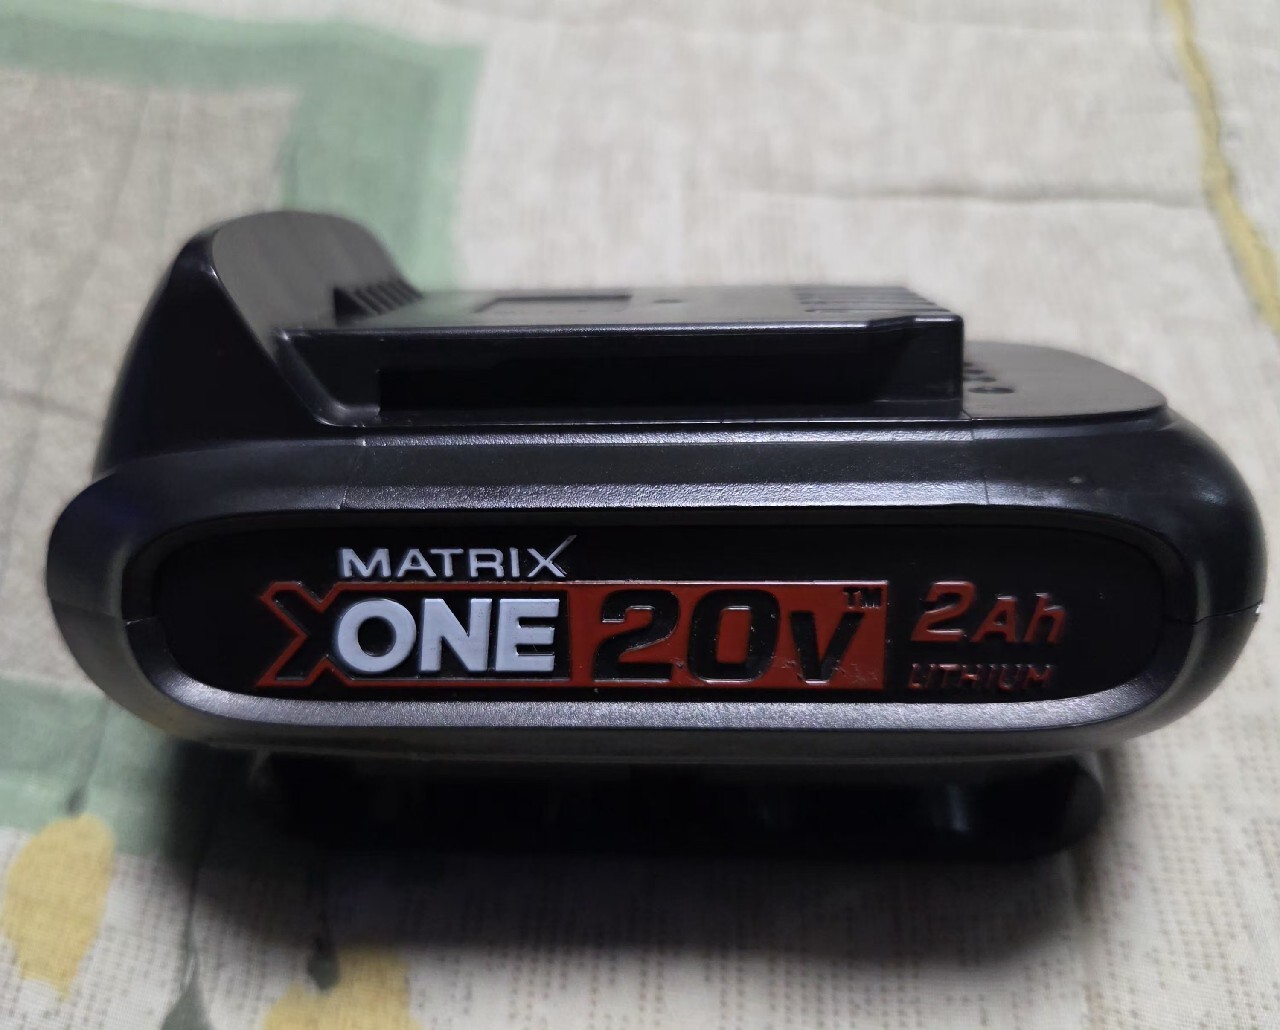 MATRIX
XONE 20V™ 2Ah
LITHIUM